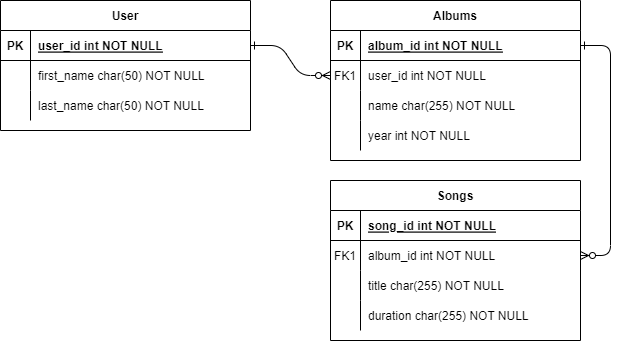 User
PK user_id int NOT NULL
first_name char(50) NOT NULL
last_name char(50) NOT NULL
Albums
PK album_id int NOT NULL
FK1 user_id int NOT NULL
name char(255) NOT NULL
year int NOT NULL
Songs
PK song_id int NOT NULL
FK1 album_id int NOT NULL
title char(255) NOT NULL
duration char(255) NOT NULL